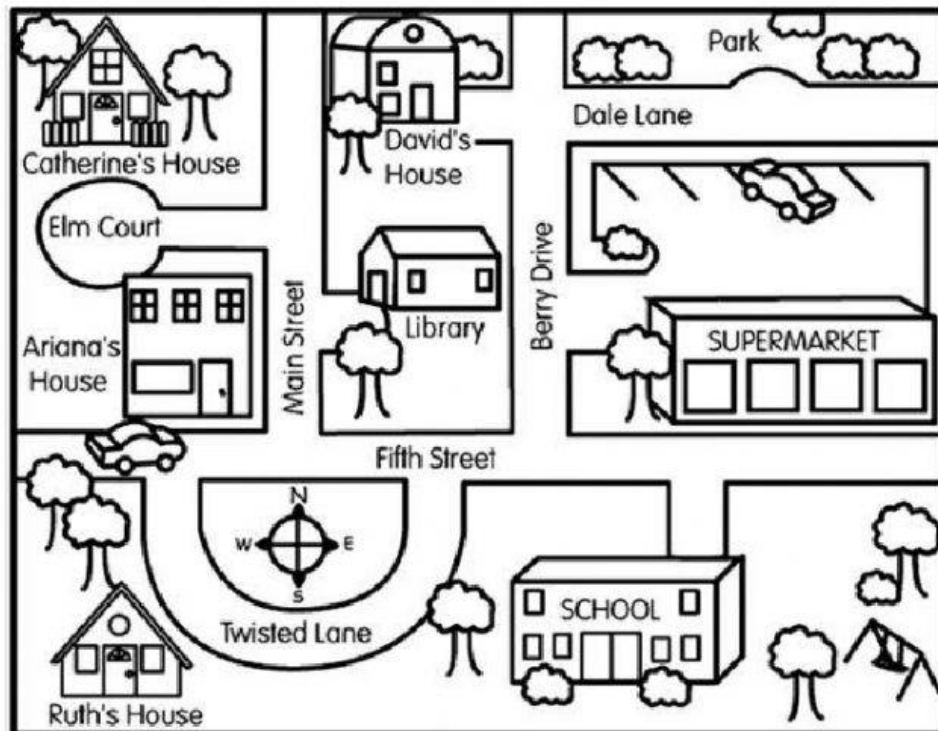 Park
Dale Lane
David's
House
Catherine's House
Elm Court
Main Street
Library
Berry Drive
SUPERMARKET
Ariana's
House
Fifth Street
N
W E
S
Twisted Lane
SCHOOL
Ruth's House